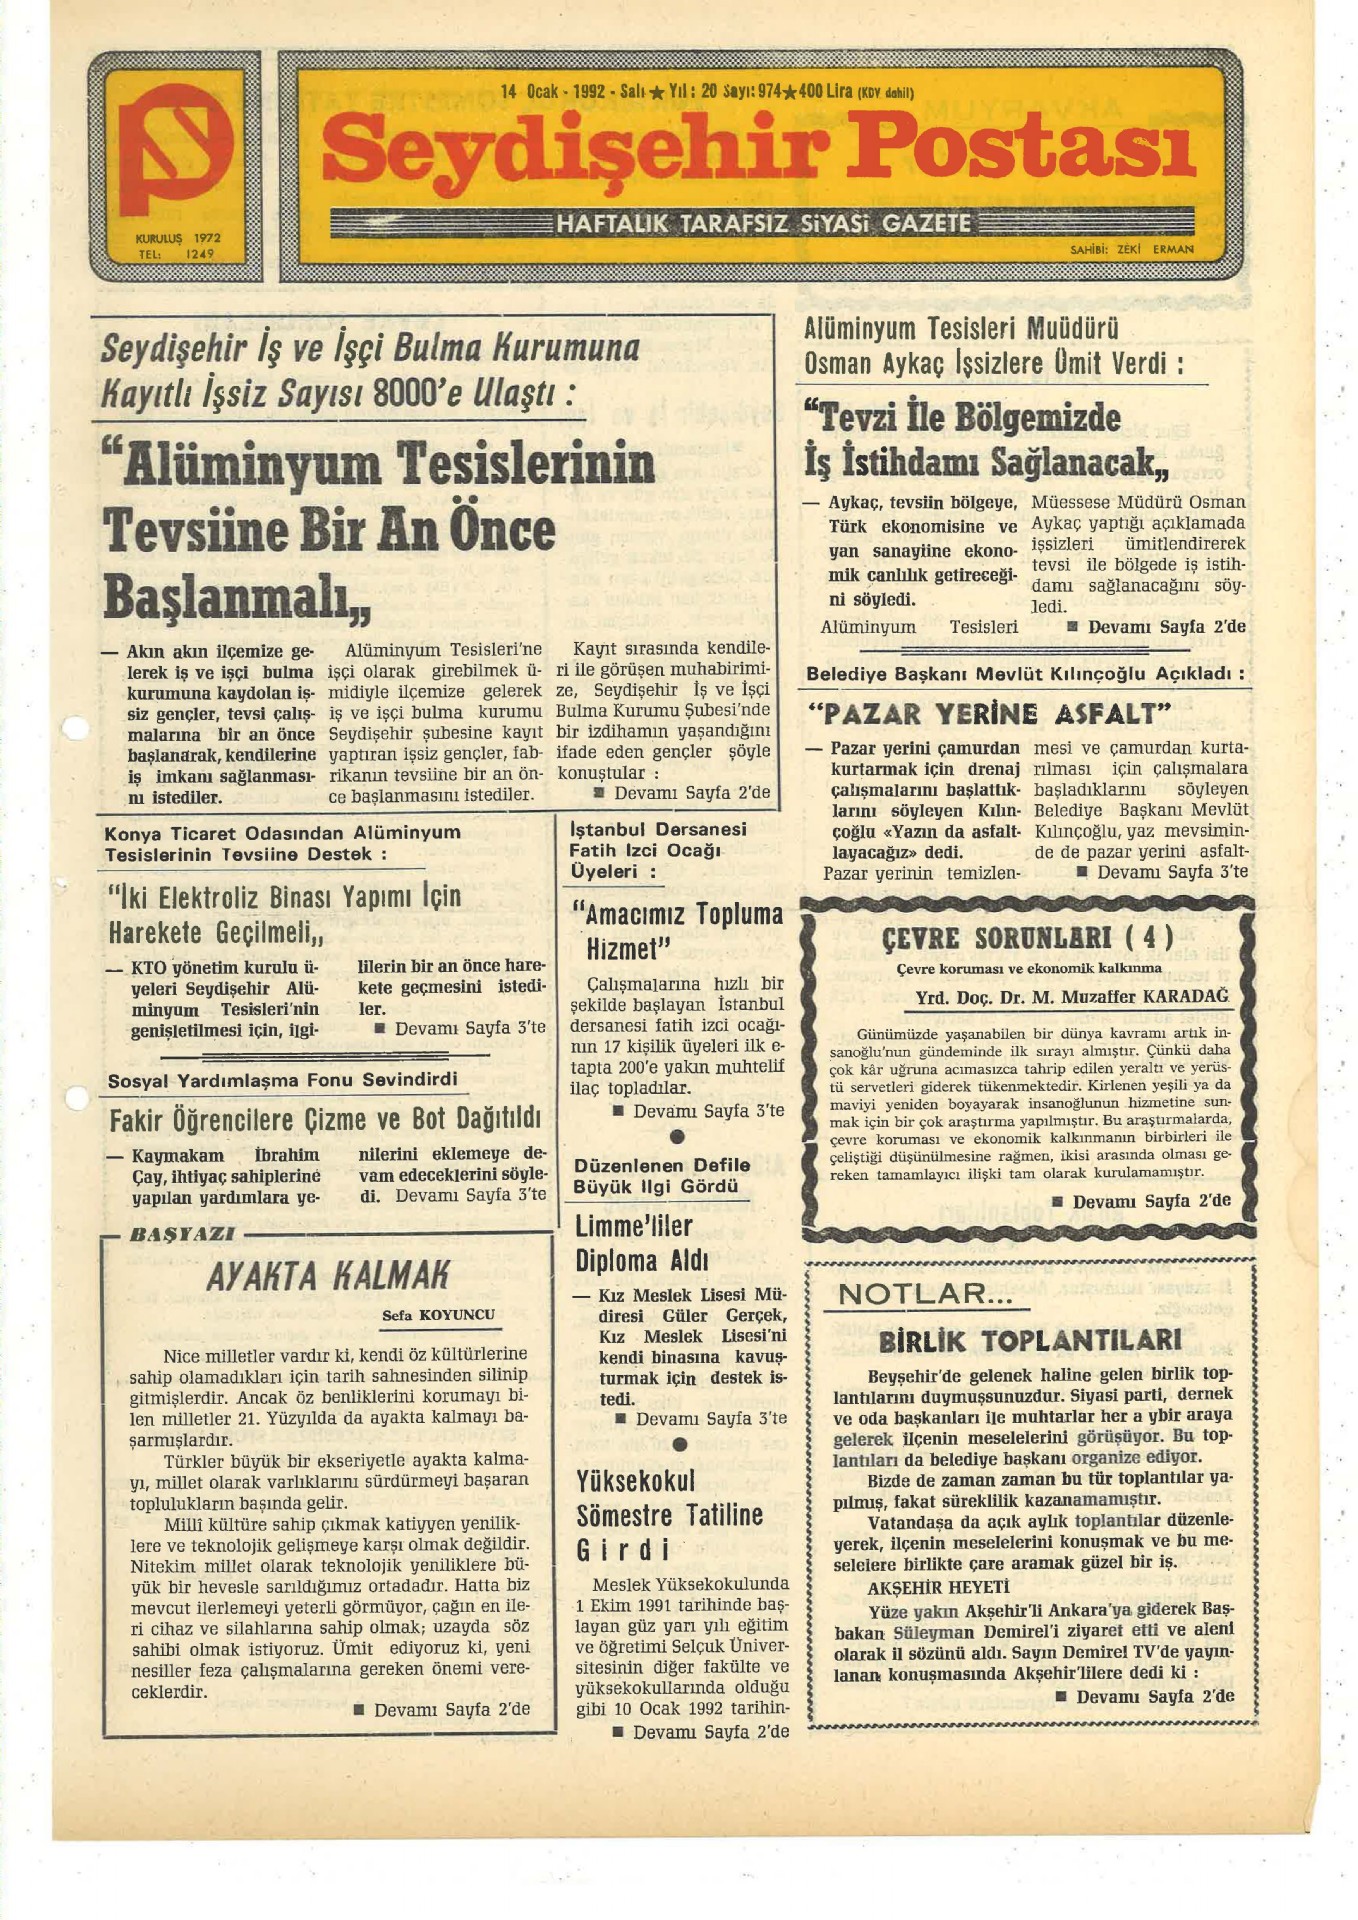 14 Ocak - 1992 - Salı ★ Yıl: 20 Sayı: 974 ★ 400 Lira (KDV dahil)
Seydişehir Postası
HAFTALIK TARAFSIZ SİYASİ GAZETE
SAHİBİ: ZEKİ ERMAN
KURULUŞ 1972
TEL: 1249
Seydişehir İş ve İşçi Bulma Kurumuna
Kayıtlı İşsiz Sayısı 8000'e Ulaştı :
“Alüminyum Tesislerinin
Tevsiine Bir An Önce
Başlanmalı„
— Akın akın ilçemize ge-
lerek iş ve işçi bulma
kurumuna kaydolan iş-
siz gençler, tevsi çalış-
malarına bir an önce
başlanarak, kendilerine
iş imkanı sağlanması-
nı istediler.
Alüminyum Tesisleri'ne
işçi olarak girebilmek ü-
midiyle ilçemize gelerek
iş ve işçi bulma kurumu
Seydişehir şubesine kayıt
yaptıran işsiz gençler, fab-
rikanın tevsiine bir an ön-
ce başlanmasını istediler.
Kayıt sırasında kendile-
ri ile görüşen muhabirimi-
ze, Seydişehir İş ve İşçi
Bulma Kurumu Şubesi'nde
bir izdihamın yaşandığını
ifade eden gençler şöyle
konuştular :
■ Devamı Sayfa 2'de
Alüminyum Tesisleri Muüdürü
Osman Aykaç İşsizlere Ümit Verdi :
“Tevzi İle Bölgemizde
İş İstihdamı Sağlanacak„
— Aykaç, tevsiin bölgeye,
Türk ekonomisine ve
yan sanayiine ekono-
mik canlılık getireceği-
ni söyledi.
Alüminyum Tesisleri
Müessese Müdürü Osman
Aykaç yaptığı açıklamada
işsizleri ümitlendirerek
tevsi ile bölgede iş istih-
damı sağlanacağını söy-
ledi.
■ Devamı Sayfa 2'de
Belediye Başkanı Mevlüt Kılınçoğlu Açıkladı :
“PAZAR YERİNE ASFALT”
— Pazar yerini çamurdan
kurtarmak için drenaj
çalışmalarını başlattık-
larını söyleyen Kılın-
çoğlu «Yazın da asfalt-
layacağız» dedi.
Pazar yerinin temizlen-
mesi ve çamurdan kurta-
rılması için çalışmalara
başladıklarını söyleyen
Belediye Başkanı Mevlüt
Kılınçoğlu, yaz mevsimin-
de de pazar yerini asfalt-
■ Devamı Sayfa 3'te
Konya Ticaret Odasından Alüminyum
Tesislerinin Tevsiine Destek :
“İki Elektroliz Binası Yapımı İçin
Harekete Geçilmeli„
— KTO yönetim kurulu ü-
yeleri Seydişehir Alü-
minyum Tesisleri'nin
genişletilmesi için, ilgi-
lilerin bir an önce hare-
kete geçmesini istedi-
ler.
■ Devamı Sayfa 3'te
Sosyal Yardımlaşma Fonu Sevindirdi
Fakir Öğrencilere Çizme ve Bot Dağıtıldı
— Kaymakam İbrahim
Çay, ihtiyaç sahiplerine
yapılan yardımlara ye-
nilerini eklemeye de-
vam edeceklerini söyle-
di. Devamı Sayfa 3'te
BAŞYAZI
AYAKTA KALMAK
Sefa KOYUNCU
Nice milletler vardır ki, kendi öz kültürlerine
sahip olamadıkları için tarih sahnesinden silinip
gitmişlerdir. Ancak öz benliklerini korumayı bi-
len milletler 21. Yüzyılda da ayakta kalmayı ba-
şarmışlardır.
Türkler büyük bir ekseriyetle ayakta kalma-
yı, millet olarak varlıklarını sürdürmeyi başaran
toplulukların başında gelir.
Millî kültüre sahip çıkmak katiyyen yenilik-
lere ve teknolojik gelişmeye karşı olmak değildir.
Nitekim millet olarak teknolojik yeniliklere bü-
yük bir hevesle sarıldığımız ortadadır. Hatta biz
mevcut ilerlemeyi yeterli görmüyor, çağın en ile-
ri cihaz ve silahlarına sahip olmak; uzayda söz
sahibi olmak istiyoruz. Ümit ediyoruz ki, yeni
nesiller feza çalışmalarına gereken önemi vere-
ceklerdir.
■ Devamı Sayfa 2'de
İştanbul Dersanesi
Fatih Izci Ocağı
Üyeleri :
“Amacımız Topluma
Hizmet”
Çalışmalarına hızlı bir
şekilde başlayan İstanbul
dersanesi fatih izci ocağı-
nın 17 kişilik üyeleri ilk e-
tapta 200'e yakın muhtelif
ilaç topladılar.
■ Devamı Sayfa 3'te
Düzenlenen Defile
Büyük Ilgi Gördü
Limme'liler
Diploma Aldı
— Kız Meslek Lisesi Mü-
diresi Güler Gerçek,
Kız Meslek Lisesi'ni
kendi binasına kavuş-
turmak için destek is-
tedi.
■ Devamı Sayfa 3'te
Yüksekokul
Sömestre Tatiline
Girdi
Meslek Yüksekokulunda
1 Ekim 1991 tarihinde baş-
layan güz yarı yılı eğitim
ve öğretimi Selçuk Üniver-
sitesinin diğer fakülte ve
yüksekokullarında olduğu
gibi 10 Ocak 1992 tarihin-
■ Devamı Sayfa 2'de
ÇEVRE SORUNLARI ( 4 )
Çevre koruması ve ekonomik kalkınma
Yrd. Doç. Dr. M. Muzaffer KARADAĞ
Günümüzde yaşanabilen bir dünya kavramı artık in-
sanoğlu'nun gündeminde ilk sırayı almıştır. Çünkü daha
çok kâr uğruna acımasızca tahrip edilen yeraltı ve yerüs-
tü servetleri giderek tükenmektedir. Kirlenen yeşili ya da
maviyi yeniden boyayarak insanoğlunun hizmetine sun-
mak için bir çok araştırma yapılmıştır. Bu araştırmalarda,
çevre koruması ve ekonomik kalkınmanın birbirleri ile
çeliştiği düşünülmesine rağmen, ikisi arasında olması ge-
reken tamamlayıcı ilişki tam olarak kurulamamıştır.
■ Devamı Sayfa 2'de
NOTLAR...
BİRLİK TOPLANTILARI
Beyşehir'de gelenek haline gelen birlik top-
lantılarını duymuşsunuzdur. Siyasi parti, dernek
ve oda başkanları ile muhtarlar her a ybir araya
gelerek ilçenin meselelerini görüşüyor. Bu top-
lantıları da belediye başkanı organize ediyor.
Bizde de zaman zaman bu tür toplantılar ya-
pılmış, fakat süreklilik kazanamamıştır.
Vatandaşa da açık aylık toplantılar düzenle-
yerek, ilçenin meselelerini konuşmak ve bu me-
selelere birlikte çare aramak güzel bir iş.
AKŞEHİR HEYETİ
Yüze yakın Akşehir'li Ankara'ya giderek Baş-
bakan Süleyman Demirel'i ziyaret etti ve aleni
olarak il sözünü aldı. Sayın Demirel TV'de yayın-
lanan konuşmasında Akşehir'lilere dedi ki :
■ Devamı Sayfa 2'de